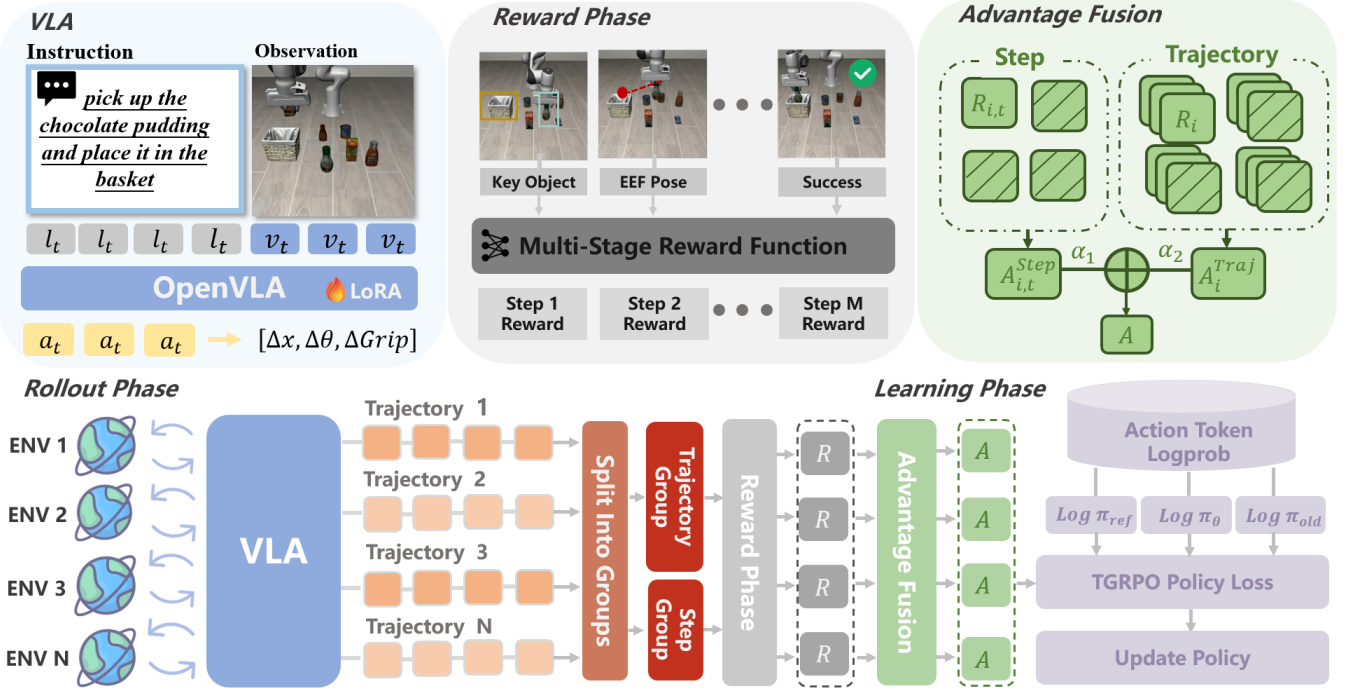 VLA
Instruction
Observation
pick up the
chocolate pudding
and place it in the
basket
l_t l_t l_t l_t v_t v_t v_t
OpenVLA
LoRA
a_t a_t a_t
[Δx, Δθ, ΔGrip]
Reward Phase
Key Object
EEF Pose
Success
Multi-Stage Reward Function
Step 1
Reward
Step 2
Reward
Step M
Reward
Advantage Fusion
Step
Trajectory
R_{i,t}
R_i
A_{i,t}^{Step}
α_1
α_2
A_i^{Traj}
A
Rollout Phase
ENV 1
ENV 2
ENV 3
ENV N
VLA
Trajectory 1
Trajectory 2
Trajectory 3
Trajectory N
Split Into Groups
Trajectory
Group
Step
Group
Reward Phase
R
R
R
R
Learning Phase
Advantage Fusion
A
A
A
A
Action Token
Logprob
Log π_{ref}
Log π_θ
Log π_{old}
TGRPO Policy Loss
Update Policy